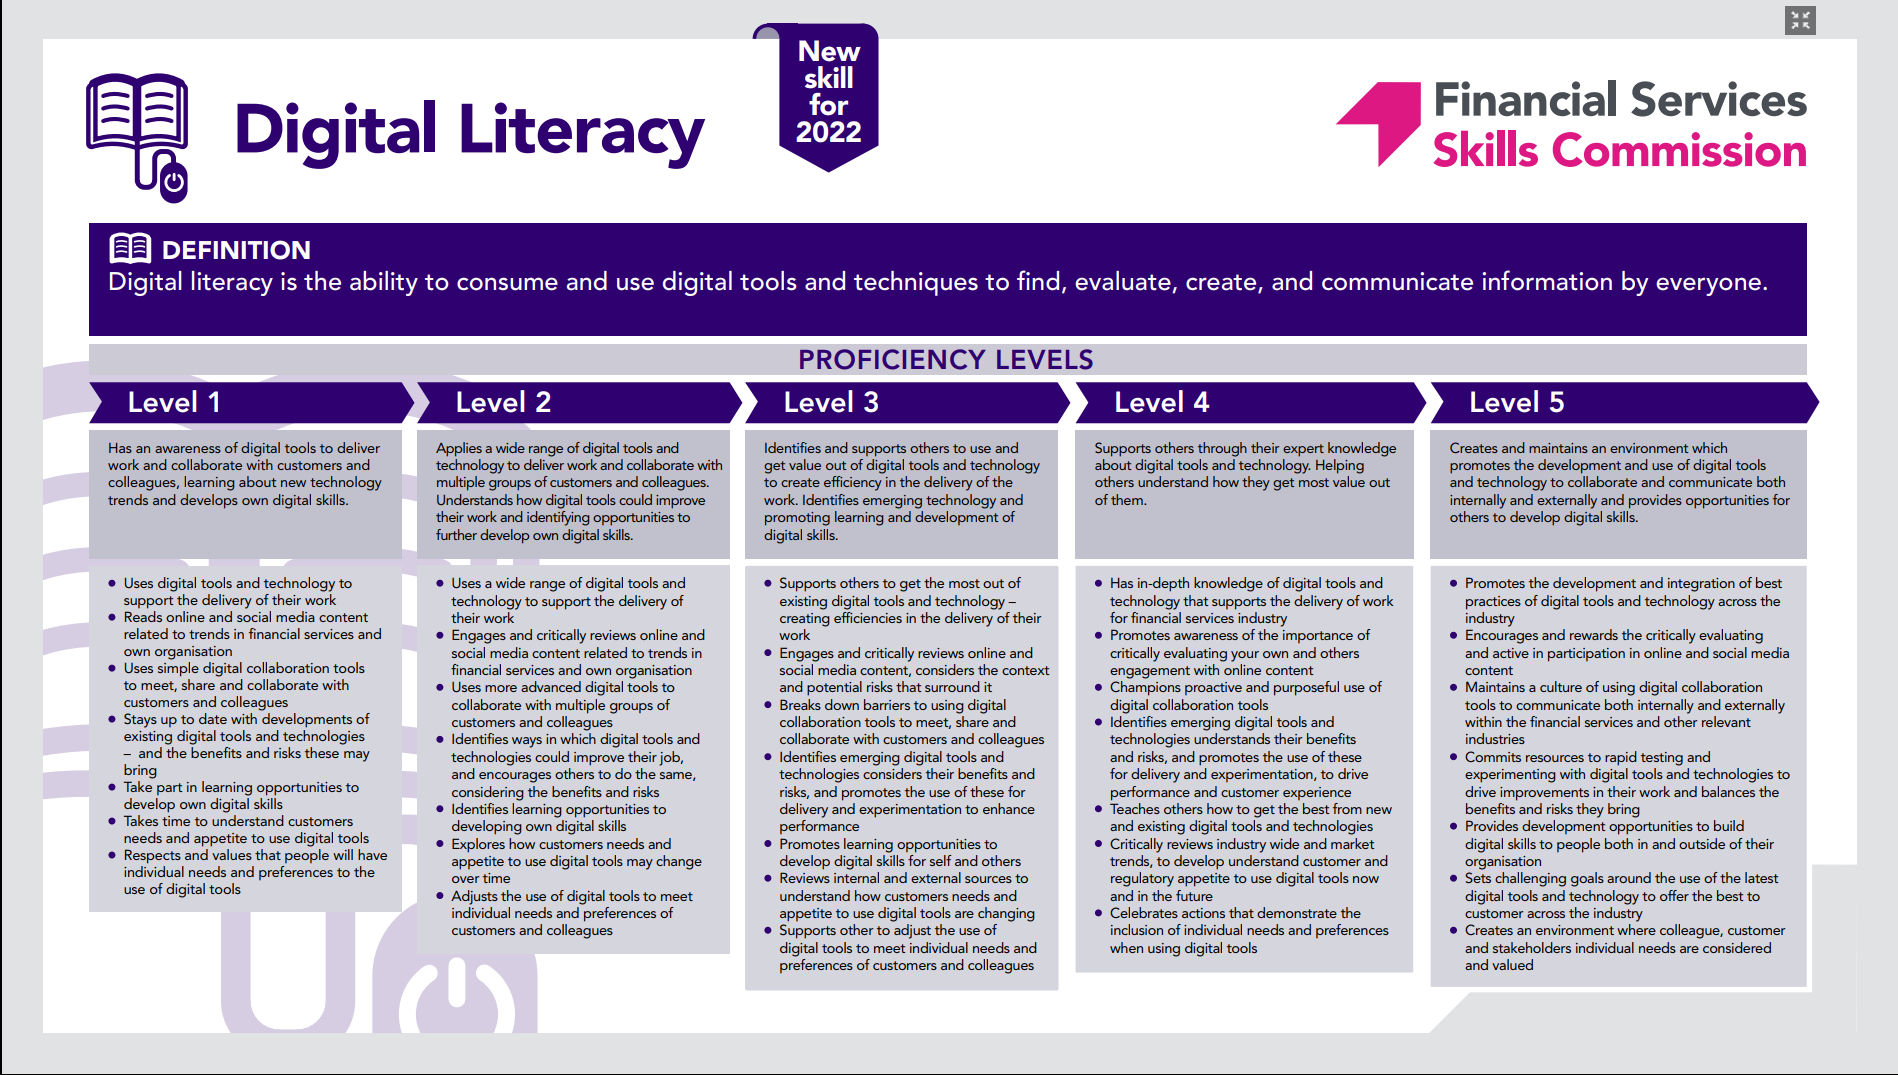 New
skill
for
2022
Digital Literacy
Financial Services
Skills Commission
DEFINITION
Digital literacy is the ability to consume and use digital tools and techniques to find, evaluate, create, and communicate information by everyone.
PROFICIENCY LEVELS
Level 1
Has an awareness of digital tools to deliver
work and collaborate with customers and
colleagues, learning about new technology
trends and develops own digital skills.
• Uses digital tools and technology to
support the delivery of their work
• Reads online and social media content
related to trends in financial services and
own organisation
• Uses simple digital collaboration tools
to meet, share and collaborate with
customers and colleagues
• Stays up to date with developments of
existing digital tools and technologies
– and the benefits and risks these may
bring
• Take part in learning opportunities to
develop own digital skills
• Takes time to understand customers
needs and appetite to use digital tools
• Respects and values that people will have
individual needs and preferences to the
use of digital tools
Level 2
Applies a wide range of digital tools and
technology to deliver work and collaborate with
multiple groups of customers and colleagues.
Understands how digital tools could improve
their work and identifying opportunities to
further develop own digital skills.
• Uses a wide range of digital tools and
technology to support the delivery of
their work
• Engages and critically reviews online and
social media content related to trends in
financial services and own organisation
• Uses more advanced digital tools to
collaborate with multiple groups of
customers and colleagues
• Identifies ways in which digital tools and
technologies could improve their job,
and encourages others to do the same,
considering the benefits and risks
• Identifies learning opportunities to
developing own digital skills
• Explores how customers needs and
appetite to use digital tools may change
over time
• Adjusts the use of digital tools to meet
individual needs and preferences of
customers and colleagues
Level 3
Identifies and supports others to use and
get value out of digital tools and technology
to create efficiency in the delivery of the
work. Identifies emerging technology and
promoting learning and development of
digital skills.
• Supports others to get the most out of
existing digital tools and technology –
creating efficiencies in the delivery of their
work
• Engages and critically reviews online and
social media content, considers the context
and potential risks that surround it
• Breaks down barriers to using digital
collaboration tools to meet, share and
collaborate with customers and colleagues
• Identifies emerging digital tools and
technologies considers their benefits and
risks, and promotes the use of these for
delivery and experimentation to enhance
performance
• Promotes learning opportunities to
develop digital skills for self and others
• Reviews internal and external sources to
understand how customers needs and
appetite to use digital tools are changing
• Supports other to adjust the use of
digital tools to meet individual needs and
preferences of customers and colleagues
Level 4
Supports others through their expert knowledge
about digital tools and technology. Helping
others understand how they get most value out
of them.
• Has in-depth knowledge of digital tools and
technology that supports the delivery of work
for financial services industry
• Promotes awareness of the importance of
critically evaluating your own and others
engagement with online content
• Champions proactive and purposeful use of
digital collaboration tools
• Identifies emerging digital tools and
technologies understands their benefits
and risks, and promotes the use of these
for delivery and experimentation, to drive
performance and customer experience
• Teaches others how to get the best from new
and existing digital tools and technologies
• Critically reviews industry wide and market
trends, to develop understand customer and
regulatory appetite to use digital tools now
and in the future
• Celebrates actions that demonstrate the
inclusion of individual needs and preferences
when using digital tools
Level 5
Creates and maintains an environment which
promotes the development and use of digital tools
and technology to collaborate and communicate both
internally and externally and provides opportunities for
others to develop digital skills.
• Promotes the development and integration of best
practices of digital tools and technology across the
industry
• Encourages and rewards the critically evaluating
and active in participation in online and social media
content
• Maintains a culture of using digital collaboration
tools to communicate both internally and externally
within the financial services and other relevant
industries
• Commits resources to rapid testing and
experimenting with digital tools and technologies to
drive improvements in their work and balances the
benefits and risks they bring
• Provides development opportunities to build
digital skills to people both in and outside of their
organisation
• Sets challenging goals around the use of the latest
digital tools and technology to offer the best to
customer across the industry
• Creates an environment where colleague, customer
and stakeholders individual needs are considered
and valued